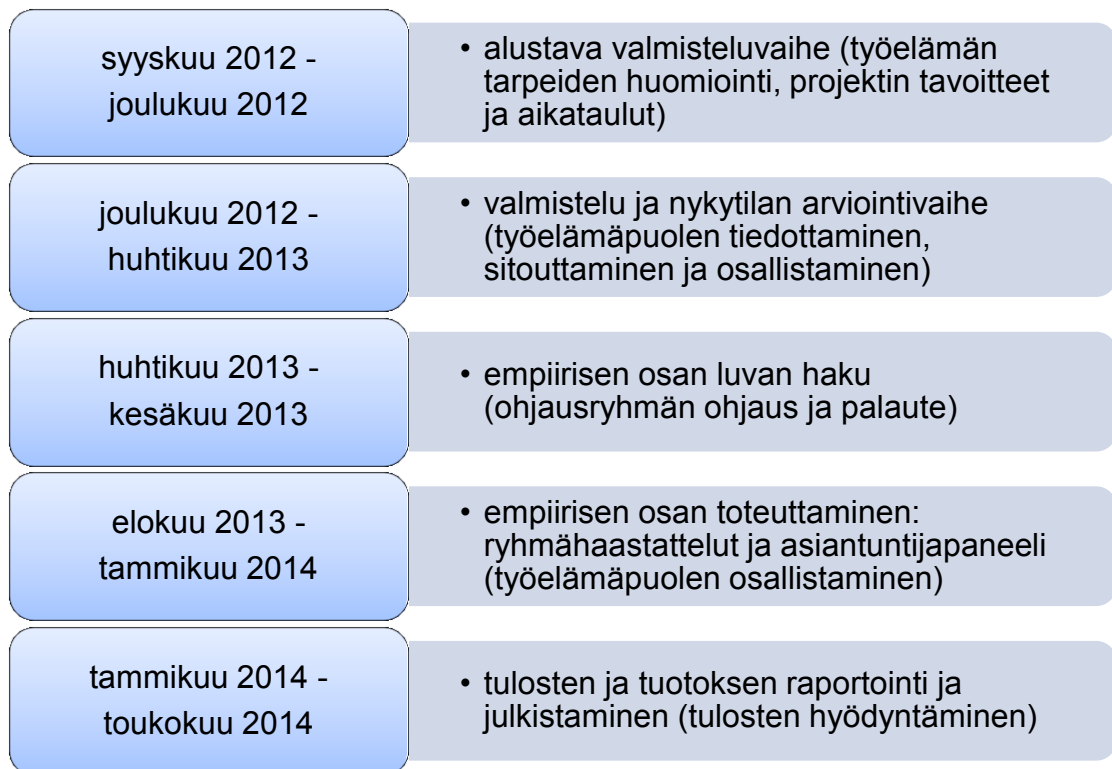 syyskuu 2012 -
joulukuu 2012
• alustava valmisteluvaihe (työelämän
tarpeiden huomiointi, projektin tavoitteet
ja aikataulut)
joulukuu 2012 -
huhtikuu 2013
• valmistelu ja nykytilan arviointivaihe
(työelämäpuolen tiedottaminen,
sitouttaminen ja osallistaminen)
huhtikuu 2013 -
kesäkuu 2013
• empiirisen osan luvan haku
(ohjausryhmän ohjaus ja palaute)
elokuu 2013 -
tammikuu 2014
• empiirisen osan toteuttaminen:
ryhmähaastattelut ja asiantuntijapaneeli
(työelämäpuolen osallistaminen)
tammikuu 2014 -
toukokuu 2014
• tulosten ja tuotoksen raportointi ja
julkistaminen (tulosten hyödyntäminen)